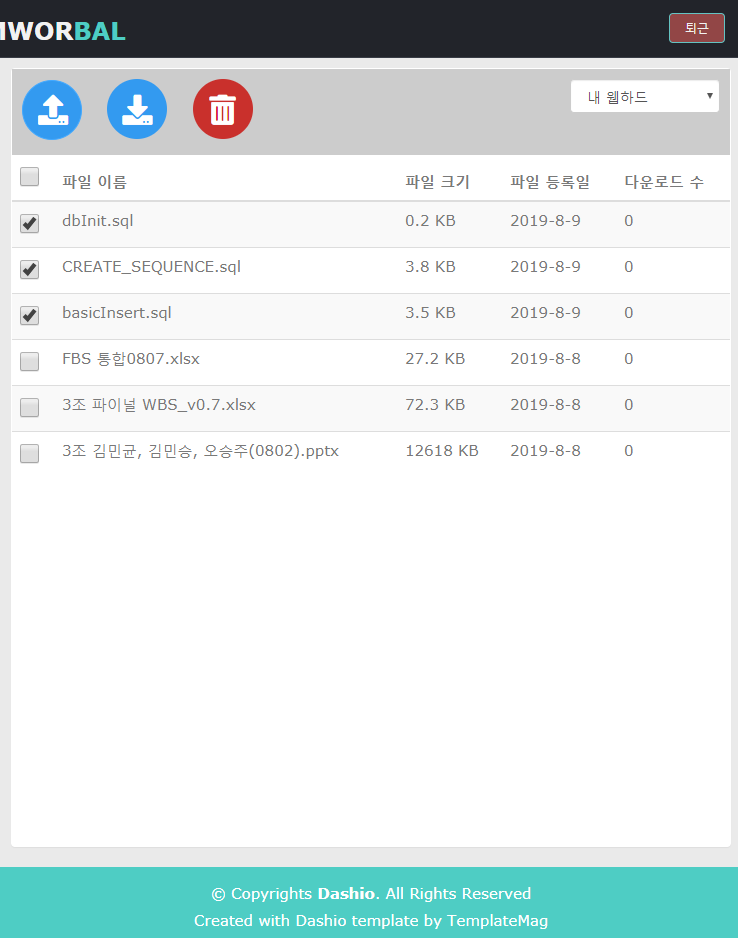 WORBAL
퇴근
내 웹하드
파일 이름 파일 크기 파일 등록일 다운로드 수
dbInit.sql 0.2 KB 2019-8-9 0
CREATE_SEQUENCE.sql 3.8 KB 2019-8-9 0
basicInsert.sql 3.5 KB 2019-8-9 0
FBS 통합0807.xlsx 27.2 KB 2019-8-8 0
3조 파이널 WBS_v0.7.xlsx 72.3 KB 2019-8-8 0
3조 김민균, 김민승, 오승주(0802).pptx 12618 KB 2019-8-8 0
© Copyrights Dashio. All Rights Reserved
Created with Dashio template by TemplateMag